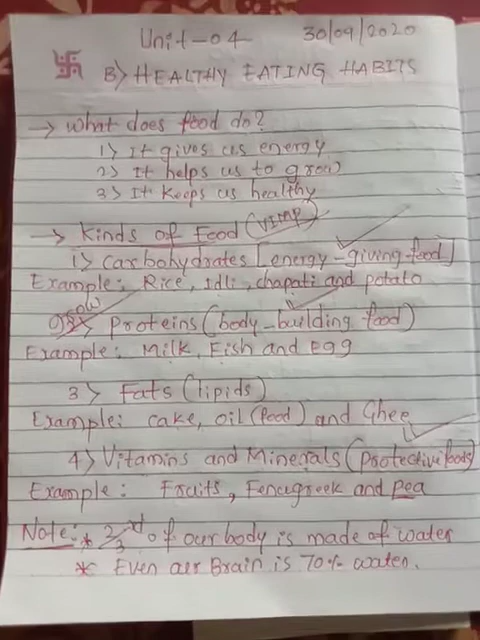 Unit-04 30/09/2020
卐 B> HEALTHY EATING HABITS
→ What does food do?
1> It gives us energy
2> It helps us to grow
3> It keeps us healthy
→ Kinds of Food (VIMP)
1> carbohydrates [energy-giving-food]
Example: Rice, Idli, chapati and potato
grow
2> Proteins (body-building food)
Example: Milk, Fish and egg
3> Fats (lipids)
Example: cake, oil (food) and Ghee
4> Vitamins and Minerals (protective foods)
Example: Fruits, Fenugreek and pea
Note: * 2/3rd of our body is made of water
* Even our Brain is 70% water.